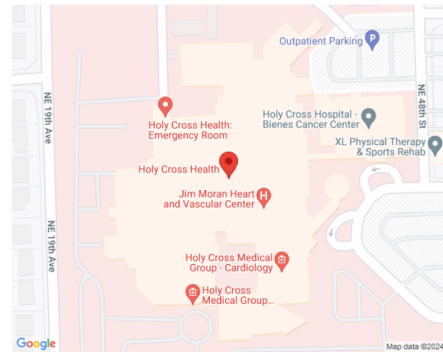 Outpatient Parking
NE 19th Ave
NE 48th St
Holy Cross Health:
Emergency Room
Holy Cross Hospital -
Bienes Cancer Center
XL Physical Therapy
& Sports Rehab
Holy Cross Health
Jim Moran Heart
and Vascular Center
NE 19th Ave
Holy Cross Medical
Group - Cardiology
Holy Cross
Medical Group...
Google
Map data ©2024